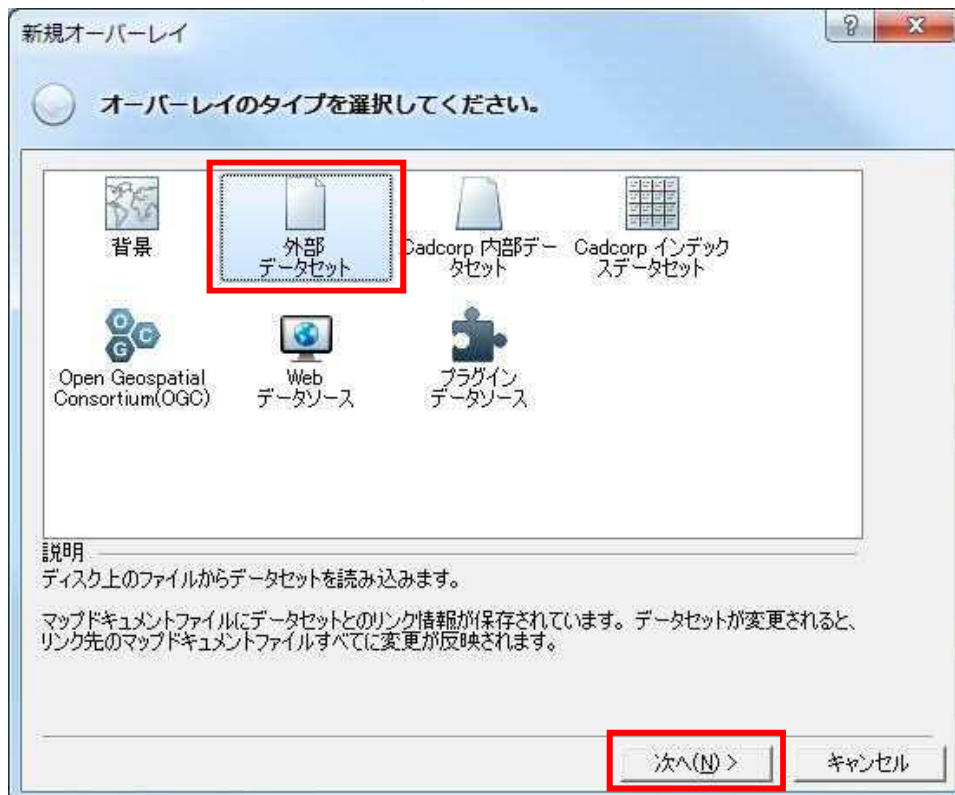 新規オーバーレイ
オーバーレイのタイプを選択してください。
背景
外部
データセット
Cadcorp 内部デー
タセット
Cadcorp インデック
スデータセット
OGC
Open Geospatial
Consortium(OGC)
Web
データソース
プラグイン
データソース
説明
ディスク上のファイルからデータセットを読み込みます。
マップドキュメントファイルにデータセットとのリンク情報が保存されています。データセットが変更されると、
リンク先のマップドキュメントファイルすべてに変更が反映されます。
次へ(N) >
キャンセル